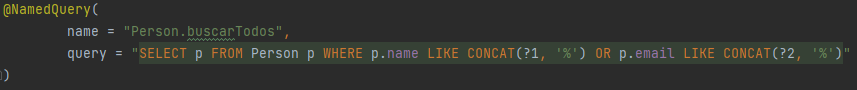 @NamedQuery(
name = "Person.buscarTodos",
query = "SELECT p FROM Person p WHERE p.name LIKE CONCAT(?1, '%') OR p.email LIKE CONCAT(?2, '%')"
)